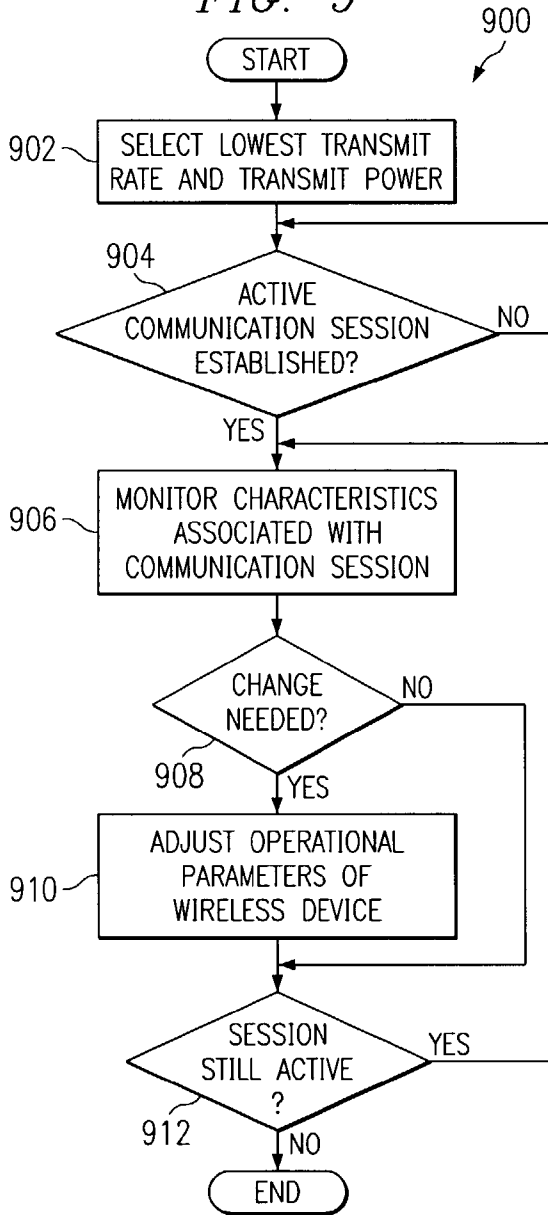 FIG. 9
900
START
902
SELECT LOWEST TRANSMIT
RATE AND TRANSMIT POWER
904
ACTIVE
COMMUNICATION SESSION
ESTABLISHED?
NO
YES
906
MONITOR CHARACTERISTICS
ASSOCIATED WITH
COMMUNICATION SESSION
CHANGE
NEEDED?
NO
908
YES
910
ADJUST OPERATIONAL
PARAMETERS OF
WIRELESS DEVICE
SESSION
STILL ACTIVE
?
YES
912
NO
END